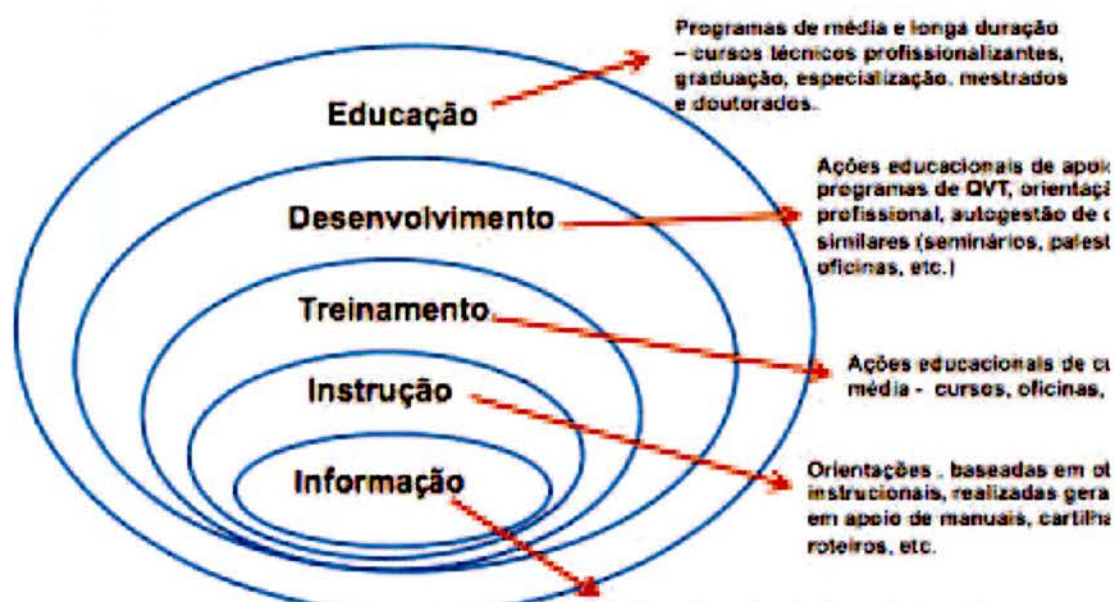 Programas de média e longa duração
– cursos técnicos profissionalizantes,
graduação, especialização, mestrados
e doutorados.
Educação
Ações educacionais de
programas de QVT,
Desenvolvimento
profissional, autogestão de
similares (seminários,
oficinas, etc.)
Treinamento
Ações educacionais de
média - cursos, oficinas,
Instrução
Orientações , baseadas em
instrucionais, realizadas
em apoio de manuais,
roteiros, etc.
Informação